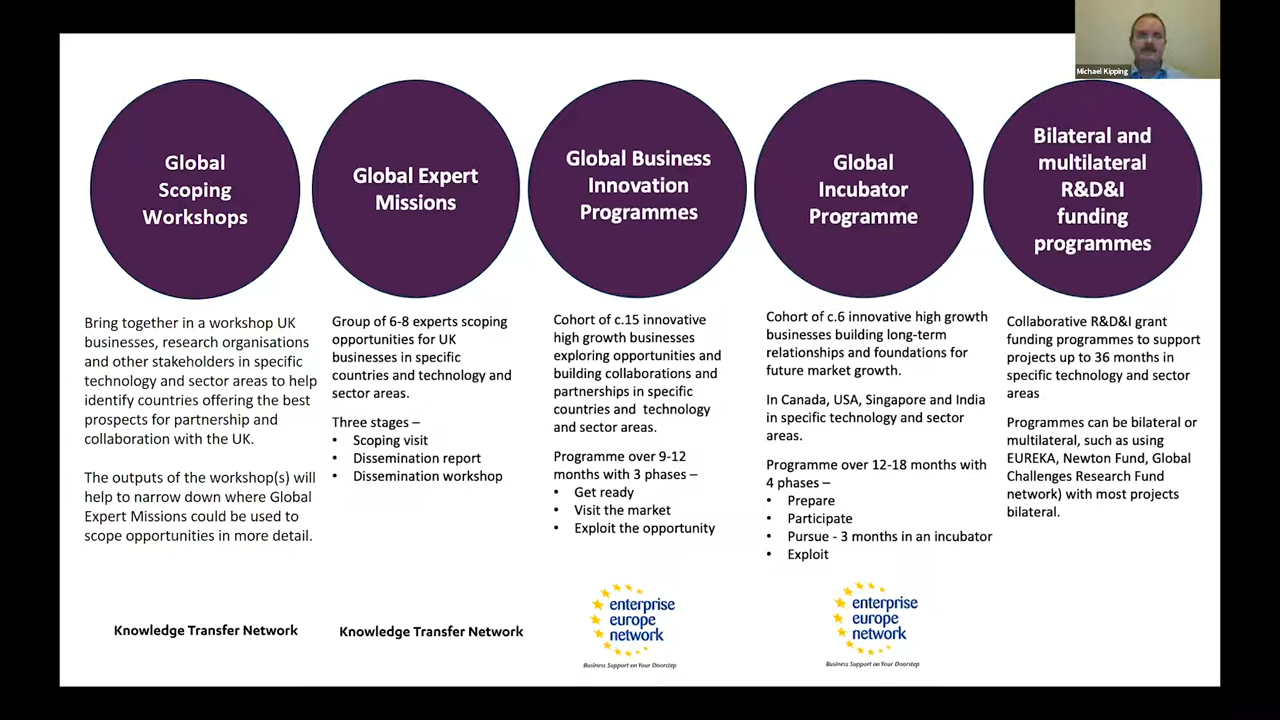 Michael Kipping
Global
Scoping
Workshops
Bring together in a workshop UK
businesses, research organisations
and other stakeholders in specific
technology and sector areas to help
identify countries offering the best
prospects for partnership and
collaboration with the UK.
The outputs of the workshop(s) will
help to narrow down where Global
Expert Missions could be used to
scope opportunities in more detail.
Knowledge Transfer Network
Global Expert
Missions
Group of 6-8 experts scoping
opportunities for UK
businesses in specific
countries and technology and
sector areas.
Three stages –
• Scoping visit
• Dissemination report
• Dissemination workshop
Knowledge Transfer Network
Global Business
Innovation
Programmes
Cohort of c.15 innovative
high growth businesses
exploring opportunities and
building collaborations and
partnerships in specific
countries and technology
and sector areas.
Programme over 9-12
months with 3 phases –
• Get ready
• Visit the market
• Exploit the opportunity
enterprise
europe
network
Business Support on Your Doorstep
Global
Incubator
Programme
Cohort of c.6 innovative high growth
businesses building long-term
relationships and foundations for
future market growth.
In Canada, USA, Singapore and India
in specific technology and sector
areas.
Programme over 12-18 months with
4 phases –
• Prepare
• Participate
• Pursue - 3 months in an incubator
• Exploit
enterprise
europe
network
Business Support on Your Doorstep
Bilateral and
multilateral
R&D&I
funding
programmes
Collaborative R&D&I grant
funding programmes to support
projects up to 36 months in
specific technology and sector
areas
Programmes can be bilateral or
multilateral, such as using
EUREKA, Newton Fund, Global
Challenges Research Fund
network) with most projects
bilateral.